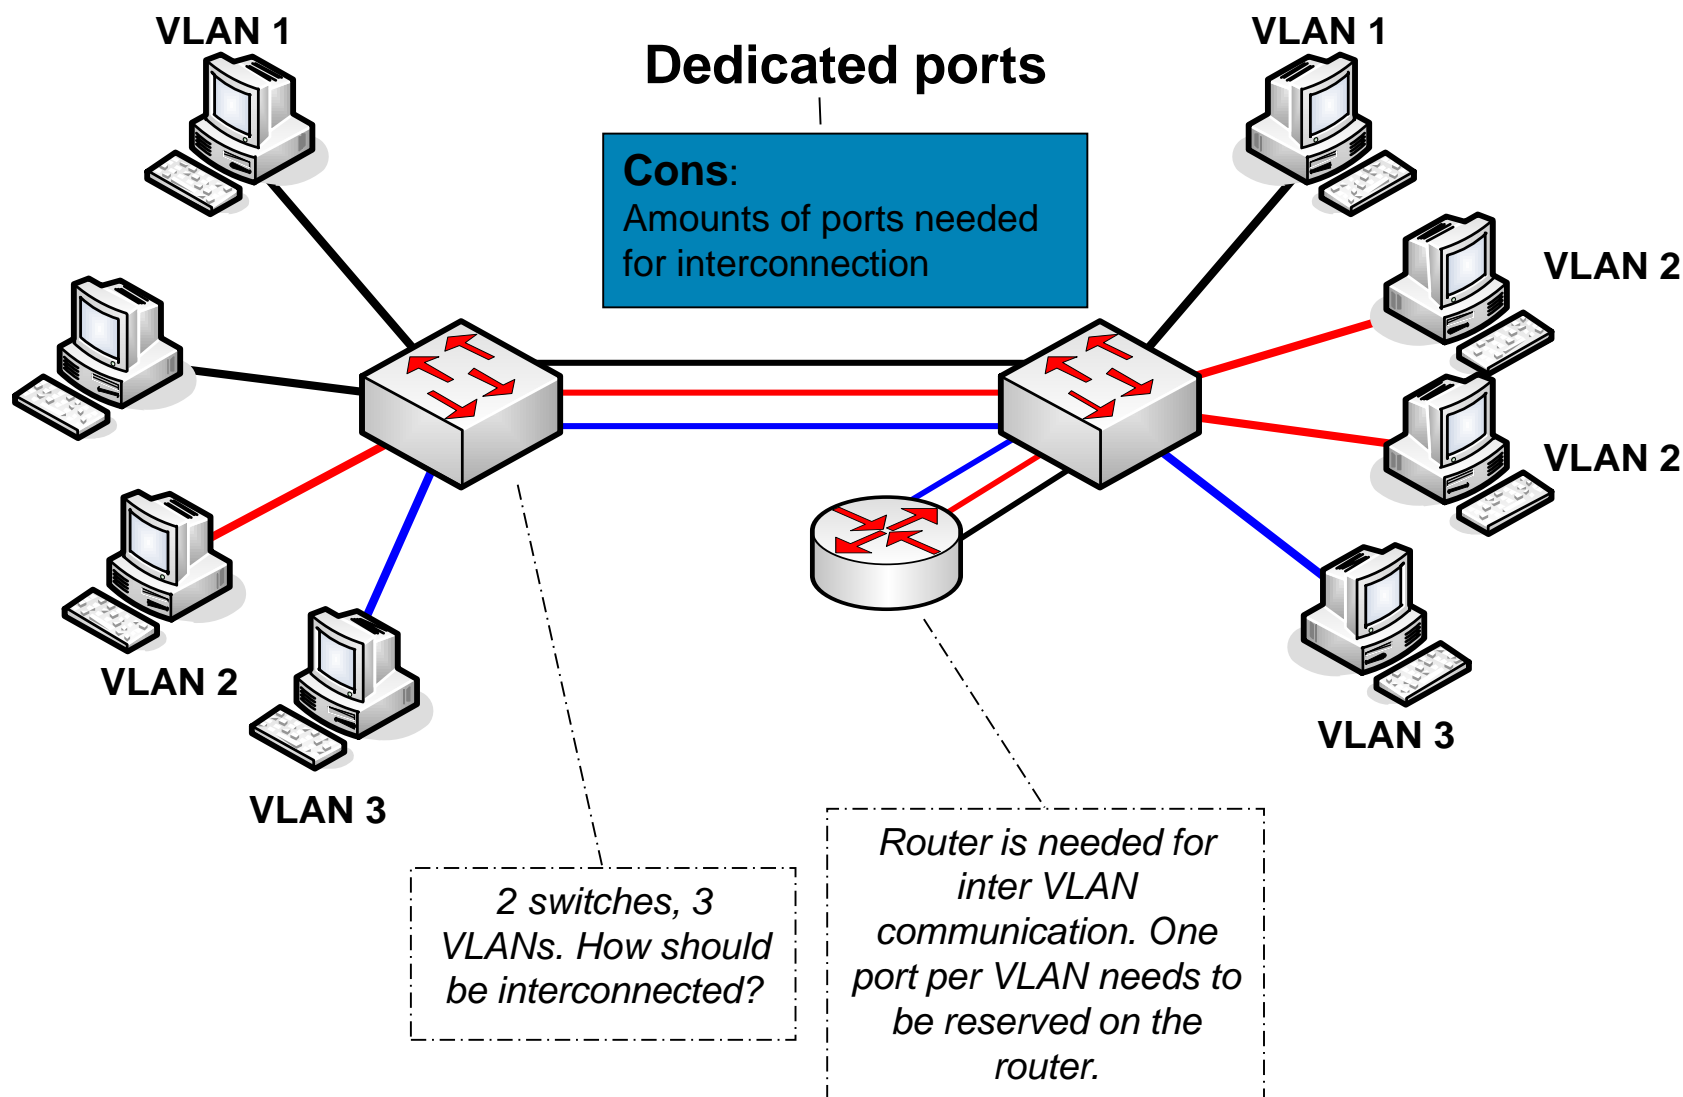 VLAN 1
VLAN 1
Dedicated ports
Cons:
Amounts of ports needed
for interconnection
VLAN 2
VLAN 2
VLAN 2
VLAN 3
VLAN 3
2 switches, 3
VLANs. How should
be interconnected?
Router is needed for
inter VLAN
communication. One
port per VLAN needs to
be reserved on the
router.